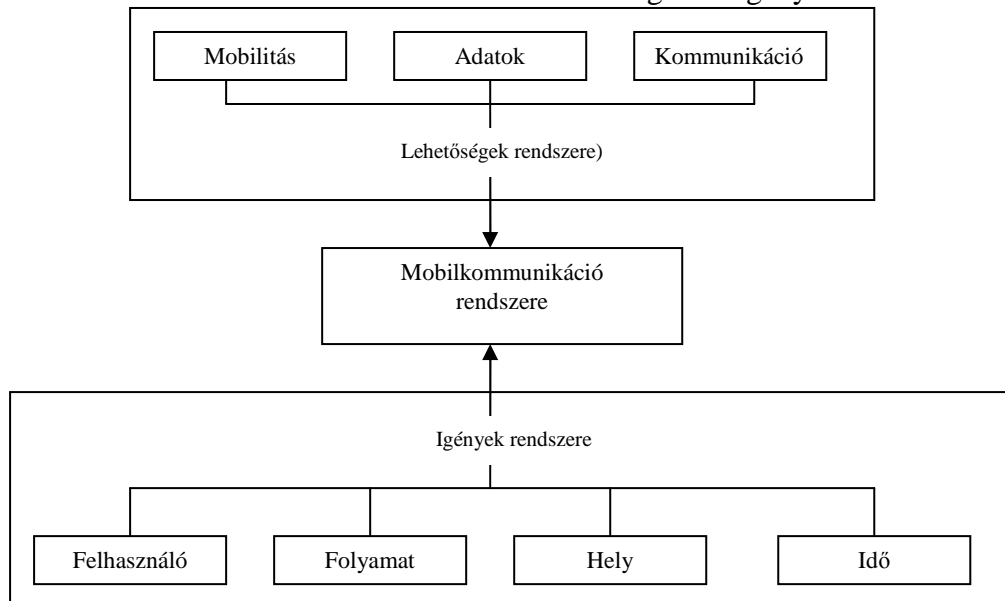 Mobilitás Adatok Kommunikáció
Lehetőségek rendszere)
Mobilkommunikáció
rendszere
Igények rendszere
Felhasználó Folyamat Hely Idő